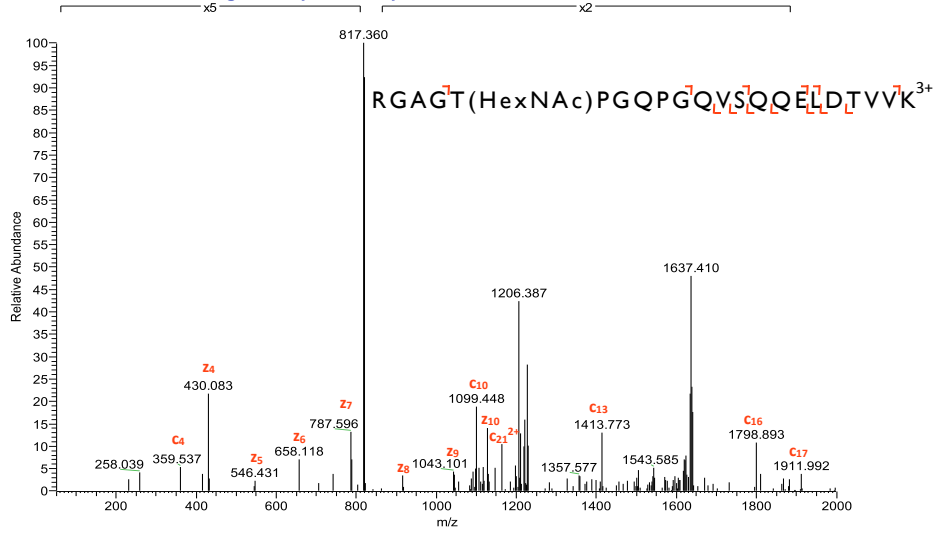 x5 x2
817.360
RGAGT(HexNAc)PGQPGQVSQQELDTVVK3+
1637.410
1206.387
z4
430.083
c10
1099.448
z7
787.596
z10
c13
1413.773
c21 2+
c16
1798.893
c4
359.537
z6
658.118
z9
1043.101
258.039
z5
546.431
z8
1357.577
1543.585
c17
1911.992
100
95
90
85
80
75
70
65
60
55
50
45
40
35
30
25
20
15
10
5
0
Relative Abundance
200 400 600 800 1000 1200 1400 1600 1800 2000
m/z